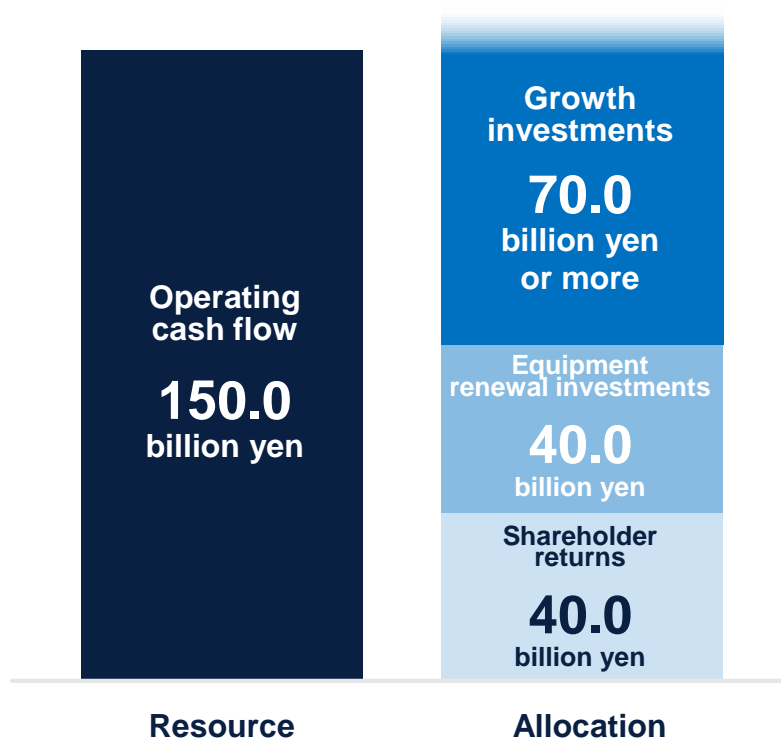 Operating
cash flow
150.0
billion yen
Growth
investments
70.0
billion yen
or more
Equipment
renewal investments
40.0
billion yen
Shareholder
returns
40.0
billion yen
Resource
Allocation